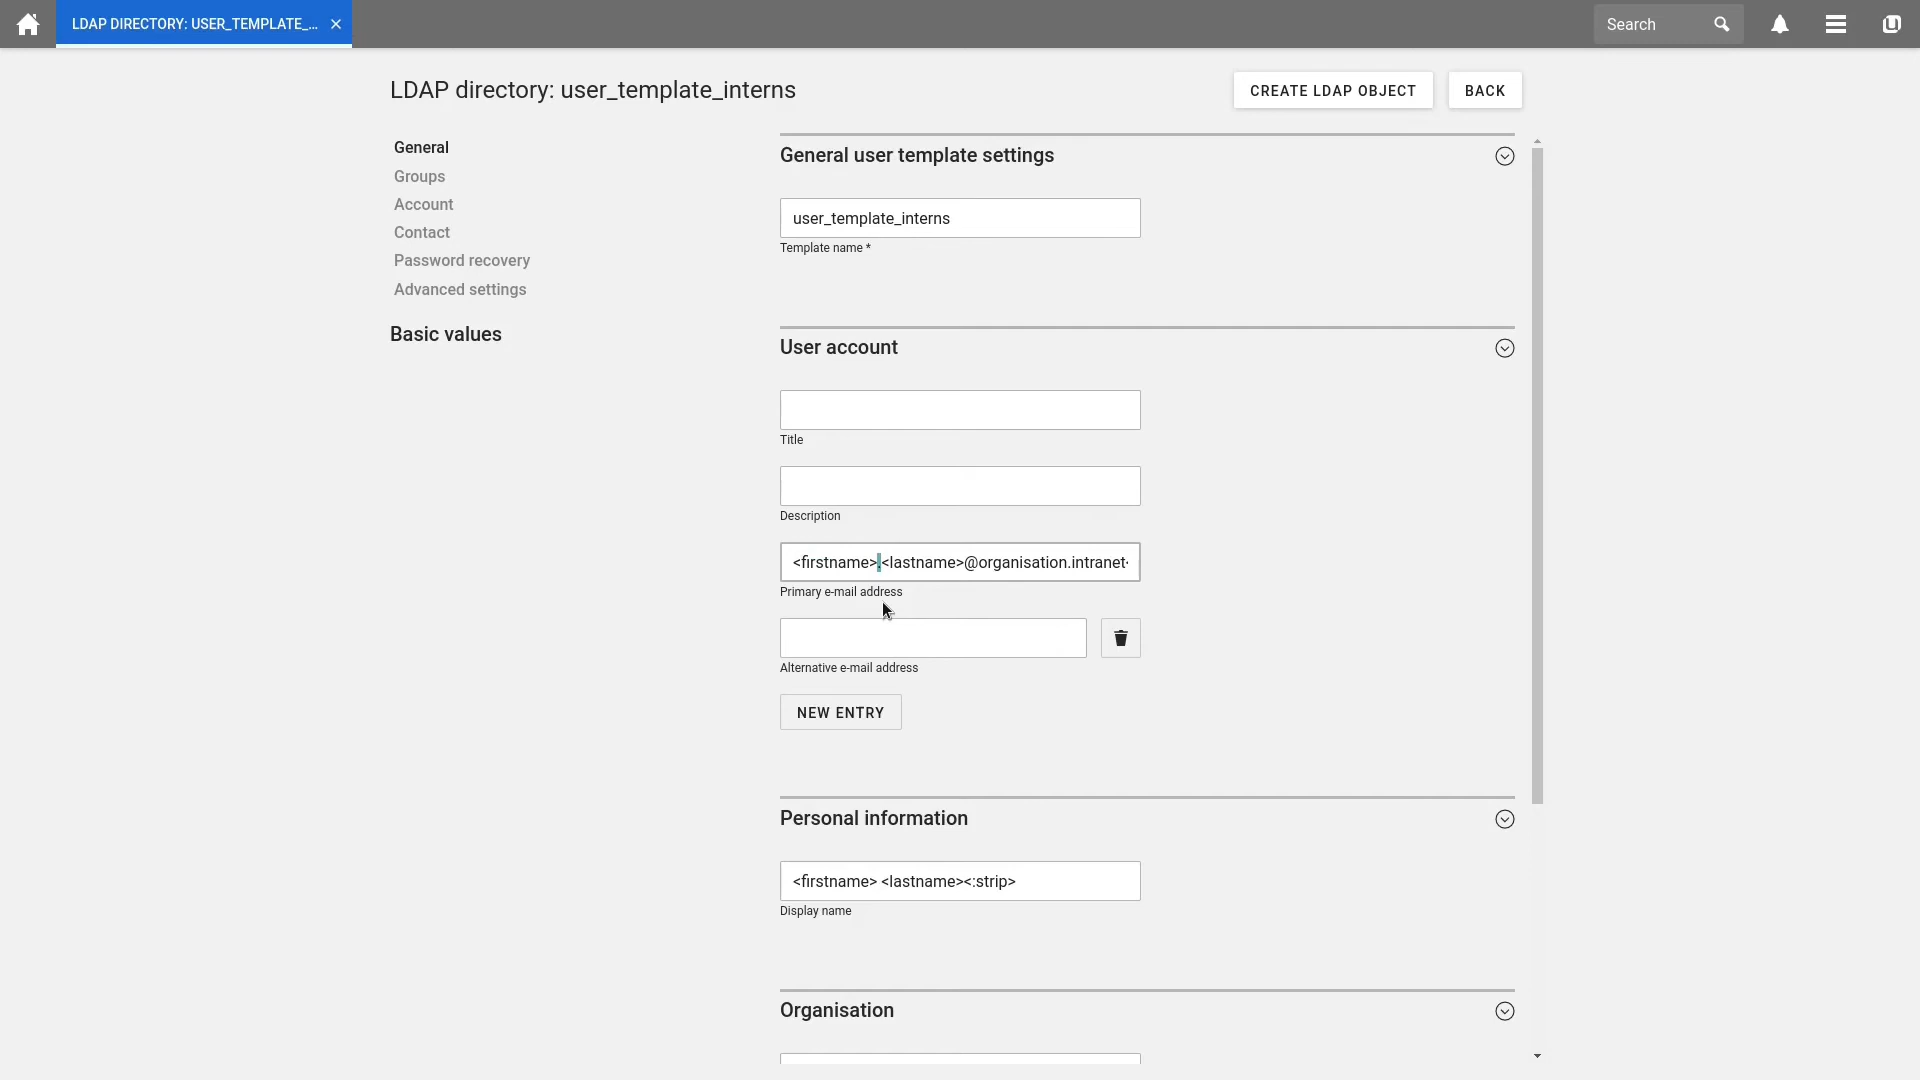 LDAP DIRECTORY: USER_TEMPLATE_...
Search
LDAP directory: user_template_interns
CREATE LDAP OBJECT
BACK
General
Groups
Account
Contact
Password recovery
Advanced settings
Basic values
General user template settings
user_template_interns
Template name *
User account
Title
Description
<firstname>.<lastname>@organisation.intranet
Primary e-mail address
Alternative e-mail address
NEW ENTRY
Personal information
<firstname> <lastname><:strip>
Display name
Organisation